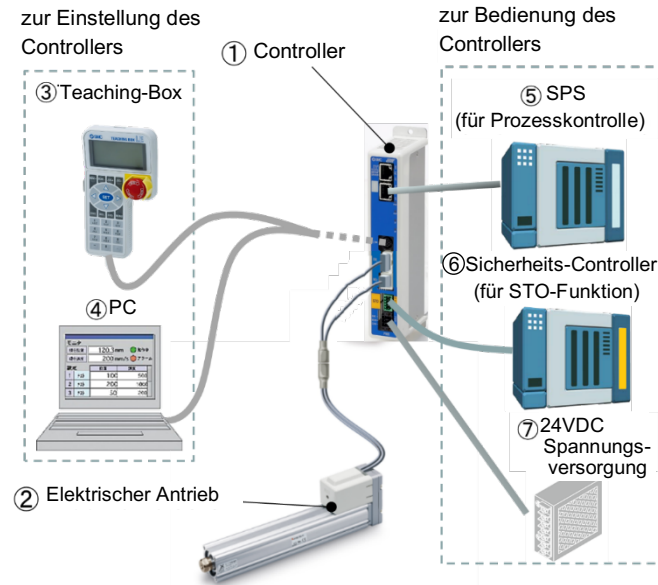 zur Einstellung des
Controllers
① Controller
zur Bedienung des
Controllers
③ Teaching-Box
⑤ SPS
(für Prozesskontrolle)
④ PC
⑥ Sicherheits-Controller
(für STO-Funktion)
⑦ 24VDC
Spannungs-
versorgung
② Elektrischer Antrieb
SET